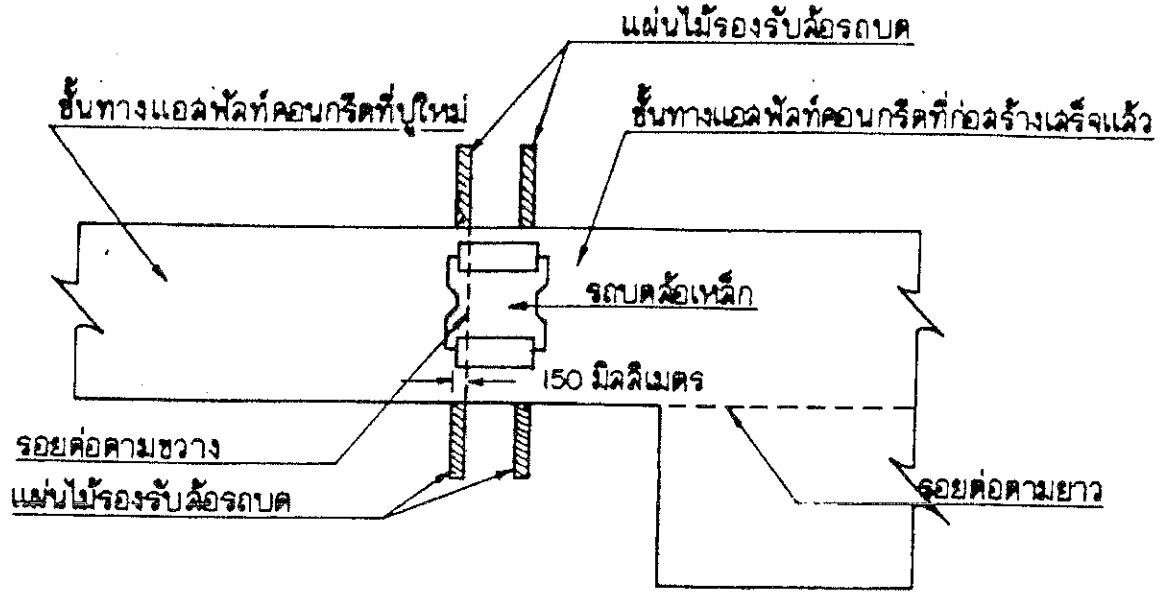 แผ่นไม้รองรับล้อรถบด
ชั้นทางแอสฟัลท์คอนกรีตที่ปูใหม่
ชั้นทางแอสฟัลท์คอนกรีตที่ก่อสร้างเสร็จแล้ว
รถบดล้อเหล็ก
150 มิลลิเมตร
รอยต่อตามขวาง
แผ่นไม้รองรับล้อรถบด
รอยต่อตามยาว